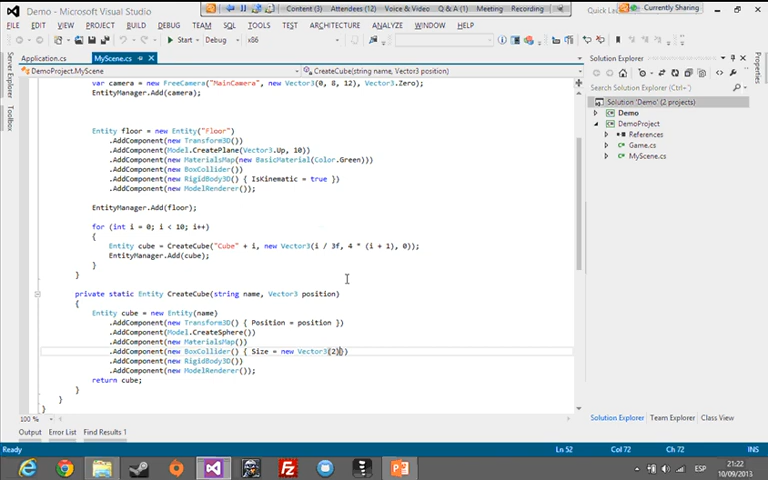 Demo - Microsoft Visual Studio
Content (3) Attendees (12) Voice & Video Q & A (1) Meeting Recording
Quick Lau
Currently Sharing
FILE EDIT VIEW PROJECT BUILD DEBUG TEAM SQL TOOLS TEST ARCHITECTURE ANALYZE WINDOW HELP
Start Debug x86
Application.cs MyScene.cs
DemoProject.MyScene CreateCube(string name, Vector3 position)
var camera = new FreeCamera("MainCamera", new Vector3(0, 8, 12), Vector3.Zero);
EntityManager.Add(camera);
Entity floor = new Entity("Floor")
.AddComponent(new Transform3D())
.AddComponent(Model.CreatePlane(Vector3.Up, 10))
.AddComponent(new MaterialsMap(new BasicMaterial(Color.Green)))
.AddComponent(new BoxCollider())
.AddComponent(new RigidBody3D() { IsKinematic = true })
.AddComponent(new ModelRenderer());
EntityManager.Add(floor);
for (int i = 0; i < 10; i++)
{
Entity cube = CreateCube("Cube" + i, new Vector3(i / 3f, 4 * (i + 1), 0));
EntityManager.Add(cube);
}
}
private static Entity CreateCube(string name, Vector3 position)
{
Entity cube = new Entity(name)
.AddComponent(new Transform3D() { Position = position })
.AddComponent(Model.CreateSphere())
.AddComponent(new MaterialsMap())
.AddComponent(new BoxCollider() { Size = new Vector3(2)})
.AddComponent(new RigidBody3D())
.AddComponent(new ModelRenderer());
return cube;
}
}
}
100 %
Output Error List Find Results 1
Ready Ln 52 Col 72 Ch 72 INS
Server Explorer
Toolbox
Solution Explorer
Search Solution Explorer (Ctrl+')
Solution 'Demo' (2 projects)
Demo
DemoProject
References
Game.cs
MyScene.cs
Solution Explorer Team Explorer Class View
Properties
ESP
21:22
10/09/2013